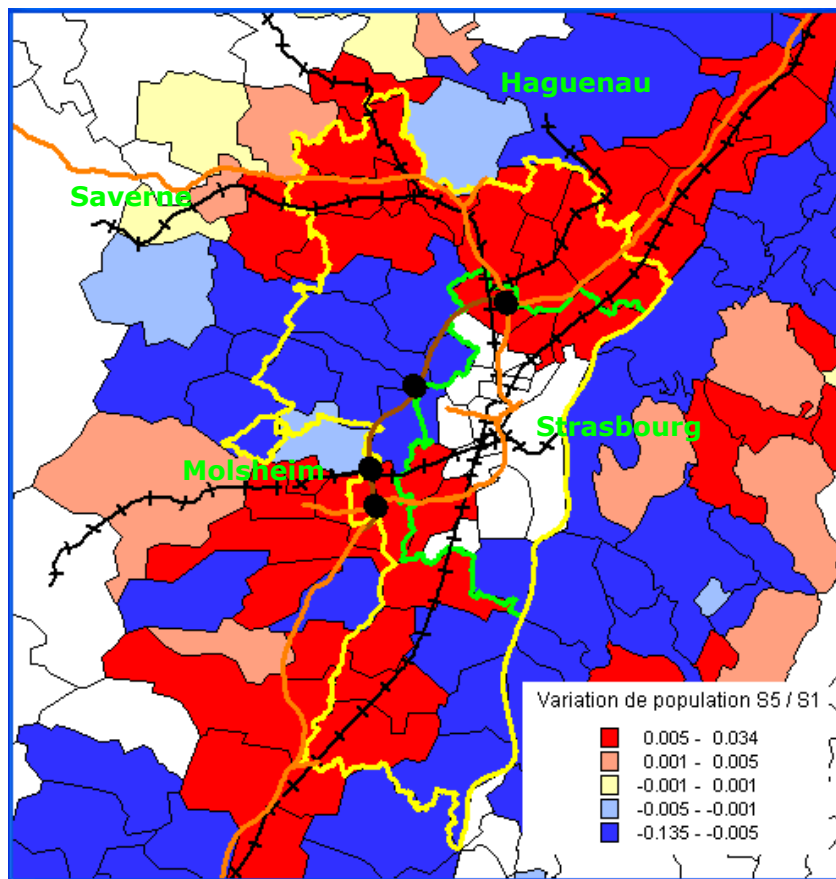 Haguenau
Saverne
Strasbourg
Molsheim
Variation de population S5 / S1
0.005 - 0.034
0.001 - 0.005
-0.001 - 0.001
-0.005 - -0.001
-0.135 - -0.005